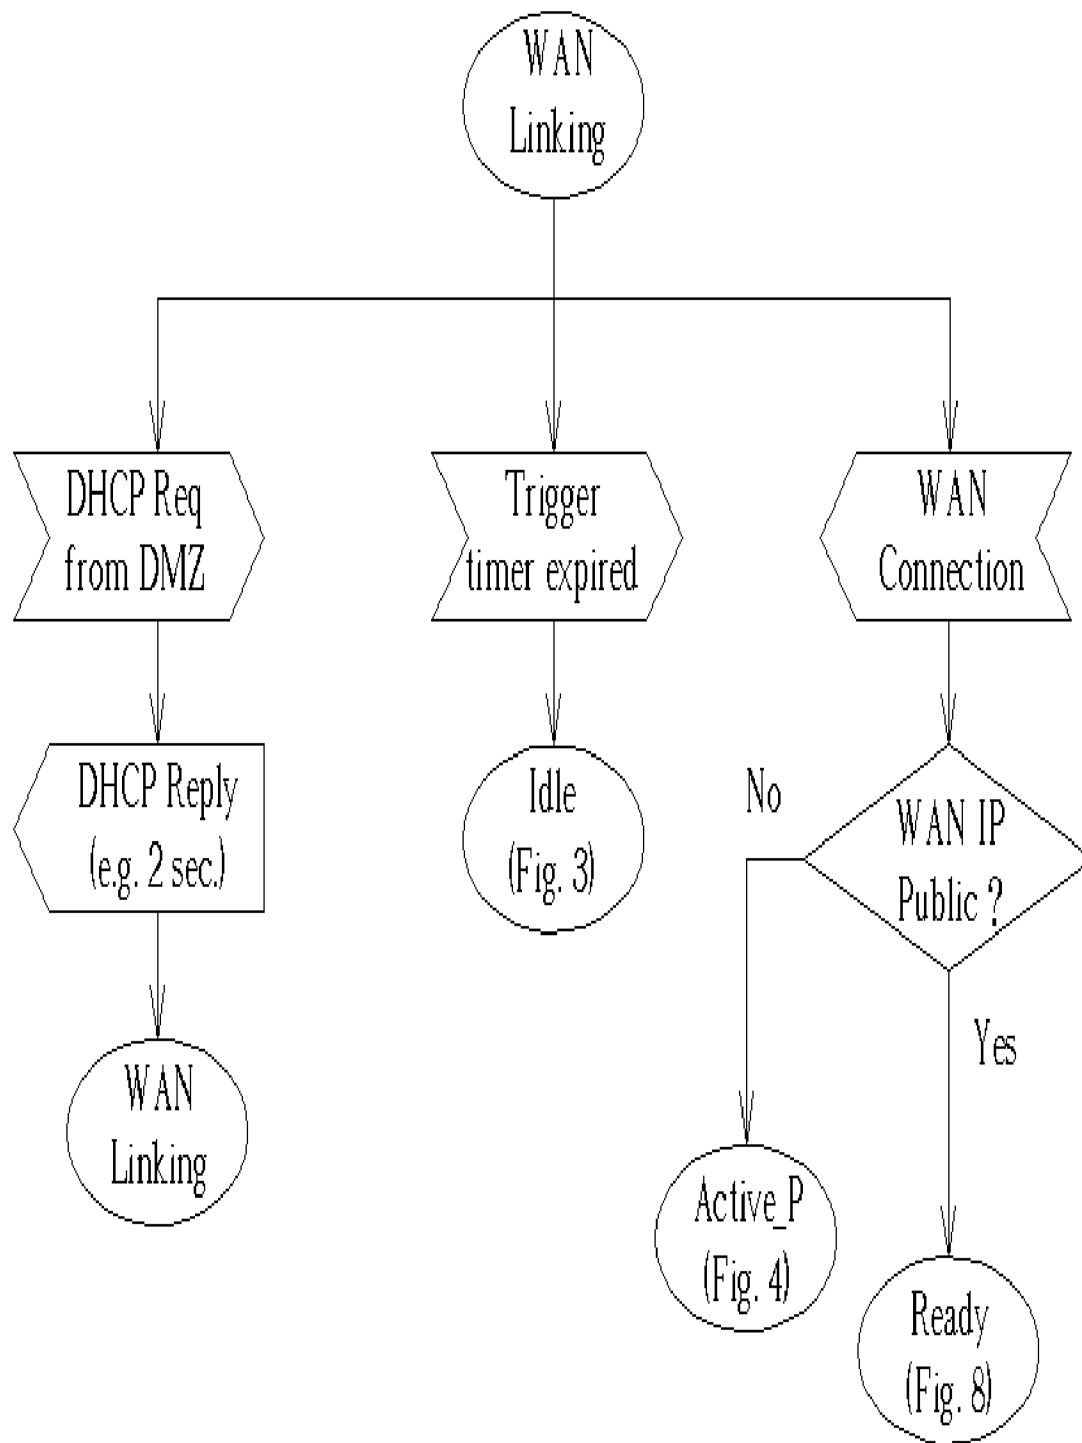 WAN
Linking
DHCP Req
from DMZ
Trigger
timer expired
WAN
Connection
DHCP Reply
(e.g. 2 sec.)
Idle
(Fig. 3)
No
WAN IP
Public ?
Yes
WAN
Linking
Active_P
(Fig. 4)
Ready
(Fig. 8)